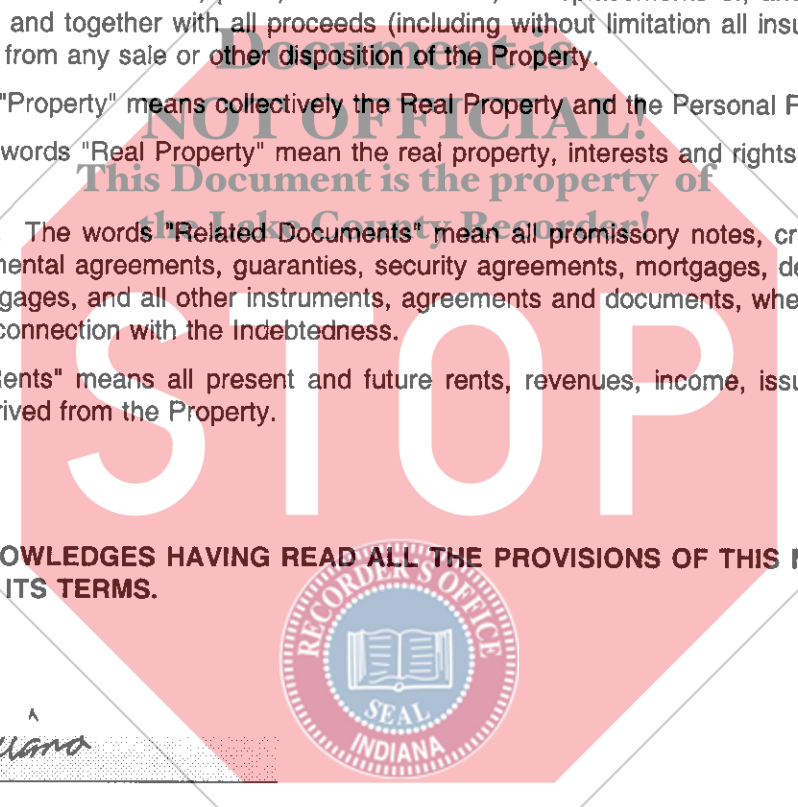 and together with all proceeds (including without limitation all insu
from any sale or other disposition of the Property.
Document is
"Property" means collectively the Real Property and the Personal P
NOT OFFICIAL!
words "Real Property" mean the real property, interests and rights
This Document is the property of
the Lake County Recorder!
The words "Related Documents" mean all promissory notes, cr
mental agreements, guaranties, security agreements, mortgages, de
gages, and all other instruments, agreements and documents, whe
connection with the Indebtedness.
Rents" means all present and future rents, revenues, income, issu
rived from the Property.
STOP
OWLEDGES HAVING READ ALL THE PROVISIONS OF THIS M
ITS TERMS.
RECORDER'S OFFICE
SEAL
INDIANA